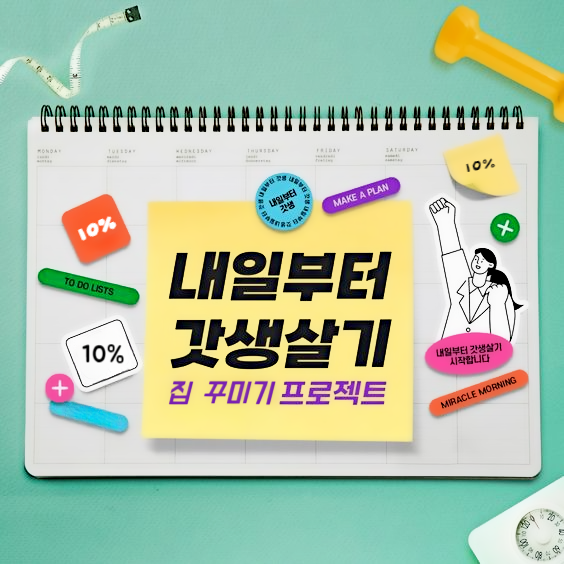 MONDAY TUESDAY WEDNESDAY THURSDAY FRIDAY SATURDAY
10%
내일부터 갓생
MAKE A PLAN
10%
TO DO LISTS
내일부터
갓생살기
집 꾸미기 프로젝트
10%
내일부터 갓생살기
시작합니다
MIRACLE MORNING